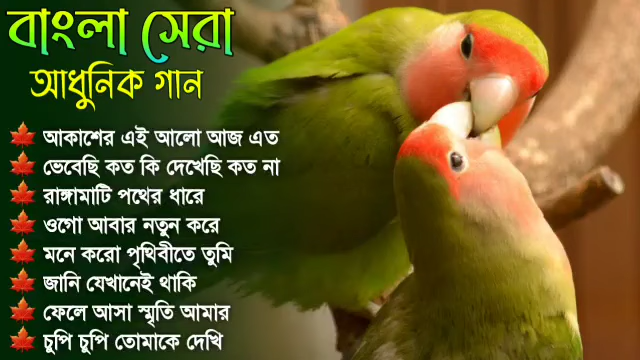 বাংলা সেরা
আধুনিক গান
আকাশের এই আলো আজ এত
ভেবেছি কত কি দেখেছি কত না
রাঙ্গামাটি পথের ধারে
ওগো আবার নতুন করে
মনে করো পৃথিবীতে তুমি
জানি যেখানেই থাকি
ফেলে আসা স্মৃতি আমার
চুপি চুপি তোমাকে দেখি